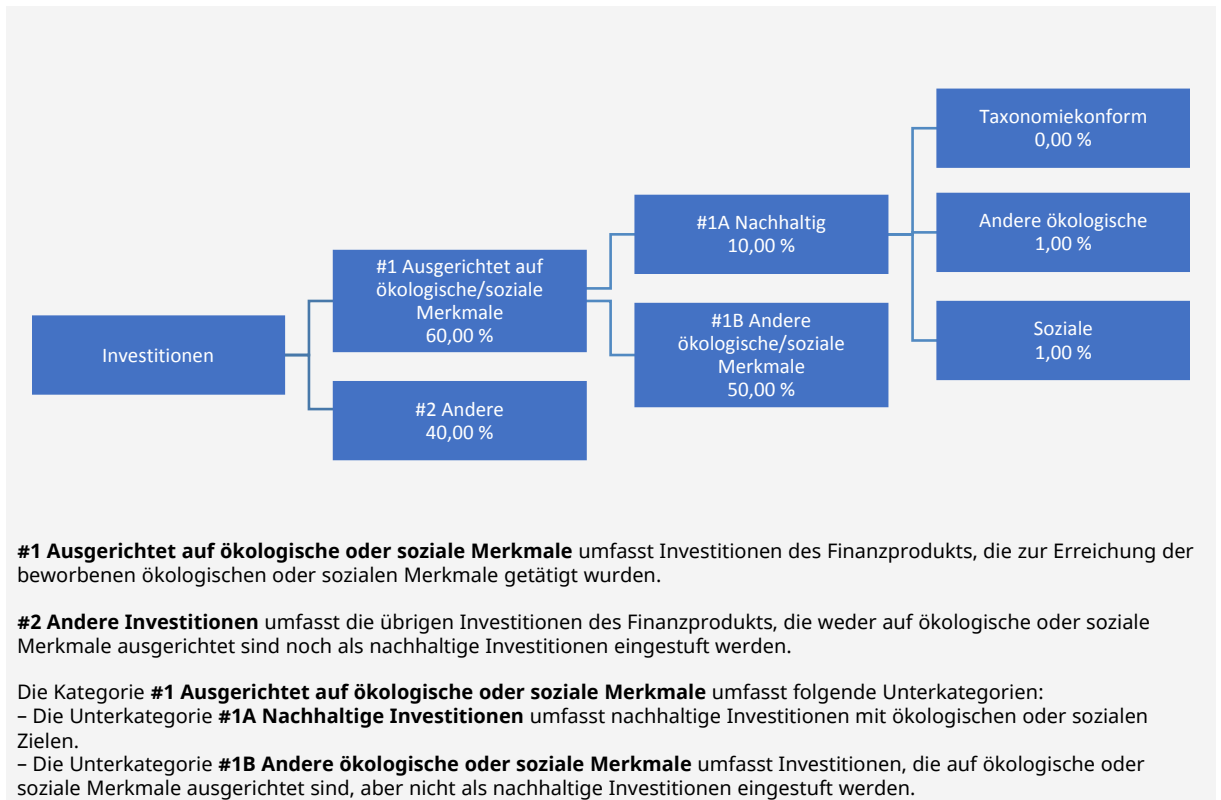 Taxonomiekonform
0,00 %
#1A Nachhaltig
10,00 %
Andere ökologische
1,00 %
#1 Ausgerichtet auf
ökologische/soziale
Merkmale
60,00 %
Investitionen
#1B Andere
ökologische/soziale
Merkmale
50,00 %
Soziale
1,00 %
#2 Andere
40,00 %
#1 Ausgerichtet auf ökologische oder soziale Merkmale umfasst Investitionen des Finanzprodukts, die zur Erreichung der
beworbenen ökologischen oder sozialen Merkmale getätigt wurden.
#2 Andere Investitionen umfasst die übrigen Investitionen des Finanzprodukts, die weder auf ökologische oder soziale
Merkmale ausgerichtet sind noch als nachhaltige Investitionen eingestuft werden.
Die Kategorie #1 Ausgerichtet auf ökologische oder soziale Merkmale umfasst folgende Unterkategorien:
– Die Unterkategorie #1A Nachhaltige Investitionen umfasst nachhaltige Investitionen mit ökologischen oder sozialen
Zielen.
– Die Unterkategorie #1B Andere ökologische oder soziale Merkmale umfasst Investitionen, die auf ökologische oder
soziale Merkmale ausgerichtet sind, aber nicht als nachhaltige Investitionen eingestuft werden.